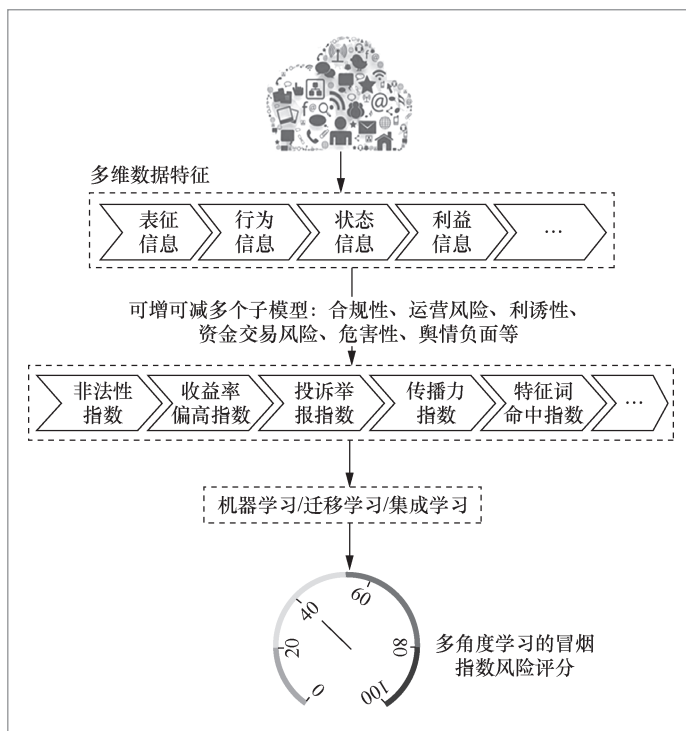 多维数据特征
表征
信息
行为
信息
状态
信息
利益
信息
…
可增可减多个子模型：合规性、运营风险、利诱性、
资金交易风险、危害性、舆情负面等
非法性
指数
收益率
偏高指数
投诉举
报指数
传播力
指数
特征词
命中指数
…
机器学习/迁移学习/集成学习
0
20
40
60
80
100
多角度学习的冒烟
指数风险评分